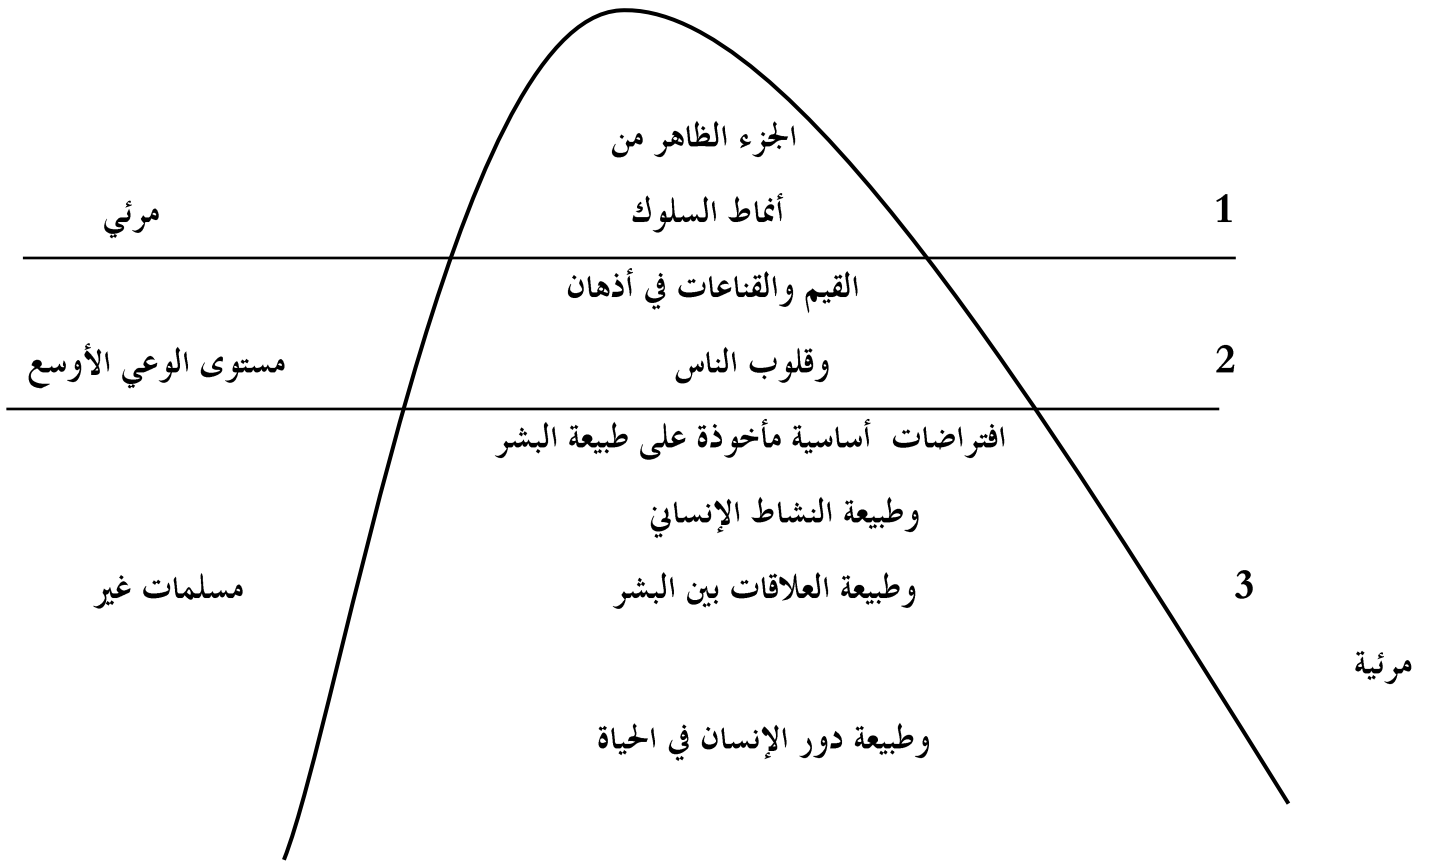 الجزء الظاهر من
1 أنماط السلوك مرئي
القيم والقناعات في أذهان
2 وقلوب الناس مستوى الوعي الأوسع
افتراضات أساسية مأخوذة على طبيعة البشر
وطبيعة النشاط الإنساني
3 وطبيعة العلاقات بين البشر مسلمات غير
مرئية
وطبيعة دور الإنسان في الحياة